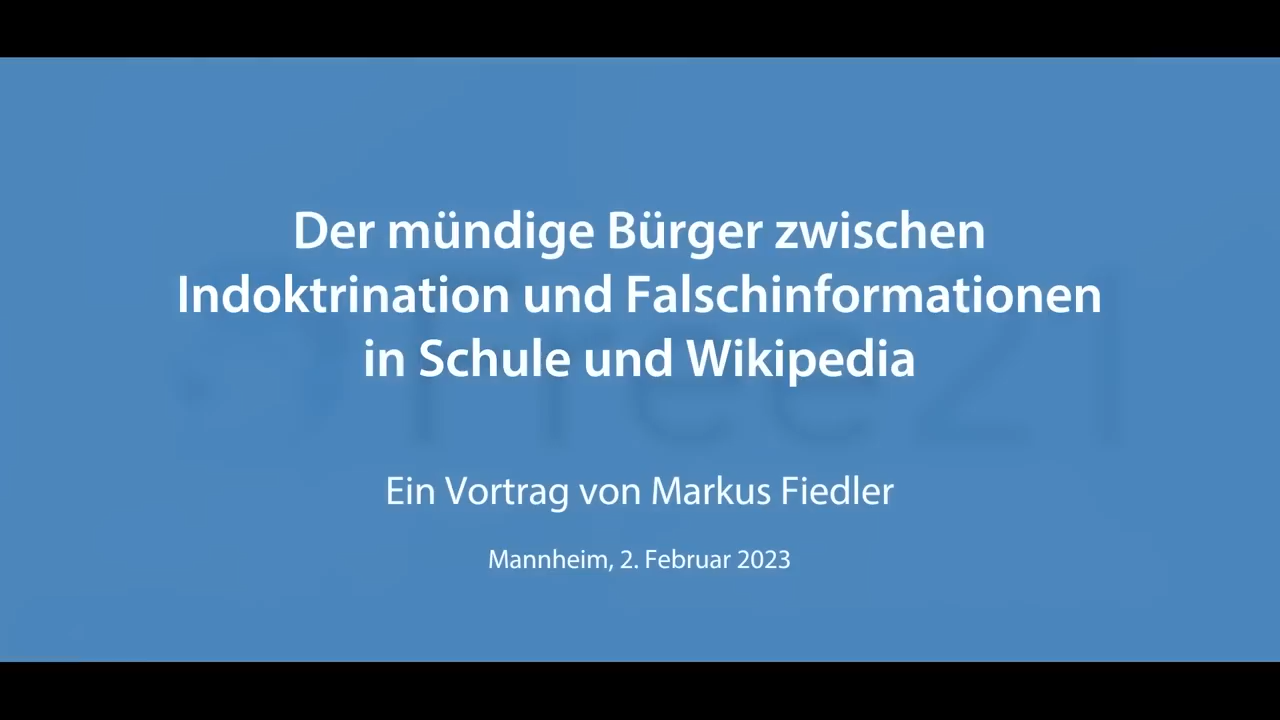 Der mündige Bürger zwischen
Indoktrination und Falschinformationen
in Schule und Wikipedia
Free21
Ein Vortrag von Markus Fiedler
Mannheim, 2. Februar 2023